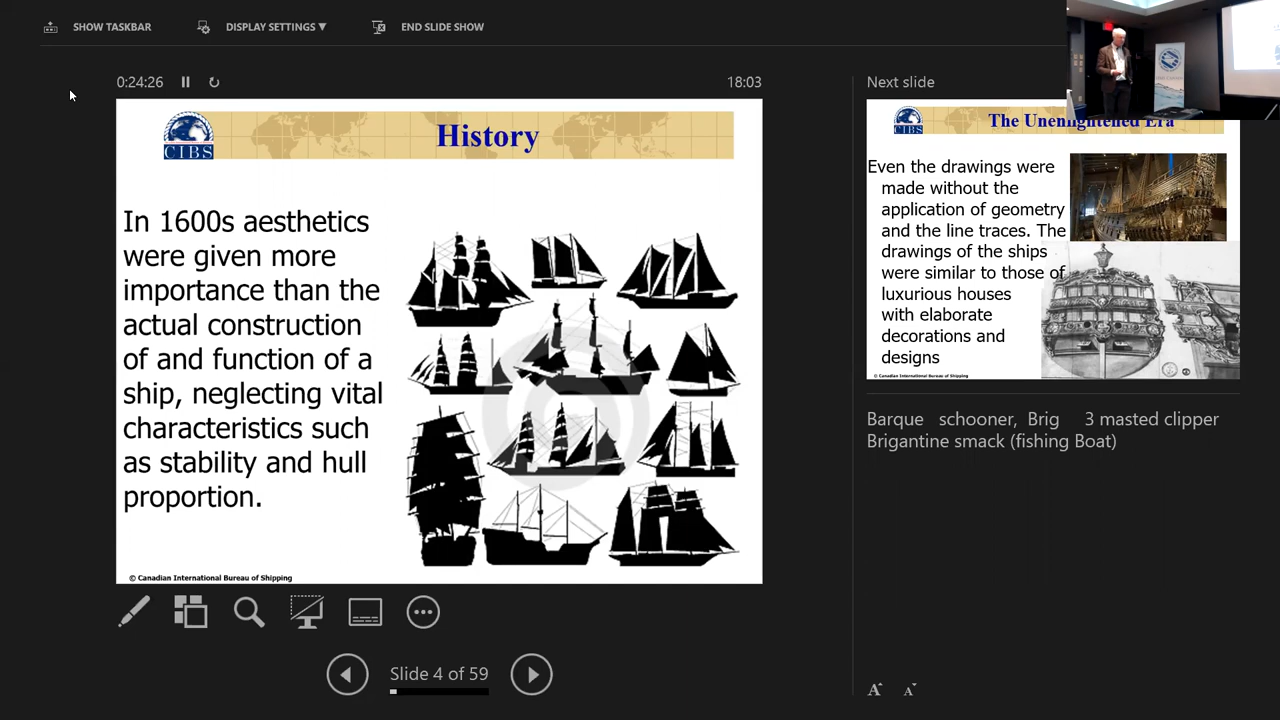 SHOW TASKBAR
DISPLAY SETTINGS ▼
END SLIDE SHOW
0:24:26
18:03
CIBS
History
In 1600s aesthetics
were given more
importance than the
actual construction
of and function of a
ship, neglecting vital
characteristics such
as stability and hull
proportion.
© Canadian International Bureau of Shipping
Slide 4 of 59
Next slide
CIBS
The Unenlightened Era
Even the drawings were
made without the
application of geometry
and the line traces. The
drawings of the ships
were similar to those of
luxurious houses
with elaborate
decorations and
designs
© Canadian International Bureau of Shipping
Barque schooner, Brig 3 masted clipper
Brigantine smack (fishing Boat)
A A